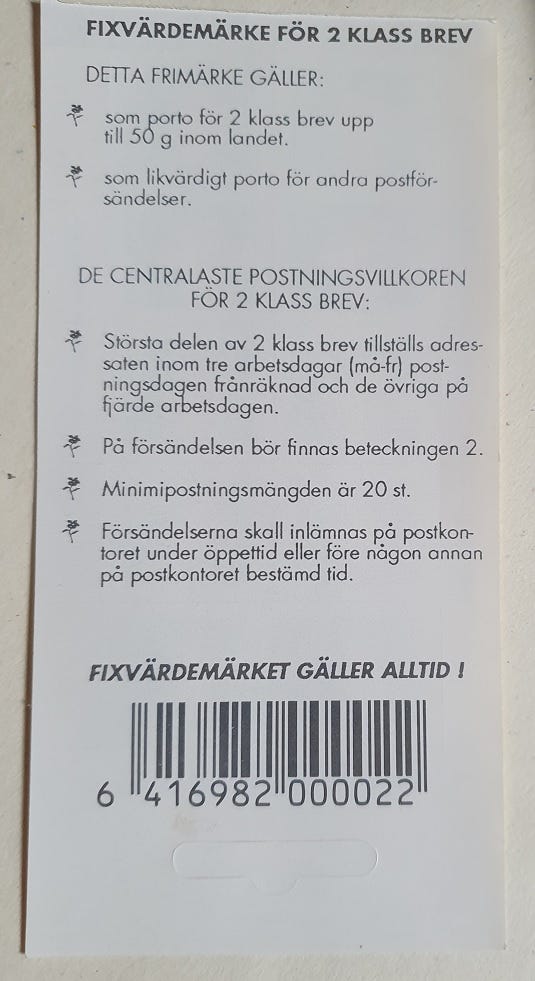 FIXVÄRDEMÄRKE FÖR 2 KLASS BREV
DETTA FRIMÄRKE GÄLLER:
som porto för 2 klass brev upp
till 50 g inom landet.
som likvärdigt porto för andra postför-
sändelser.
DE CENTRALASTE POSTNINGSVILLKOREN
FÖR 2 KLASS BREV:
Största delen av 2 klass brev tillställs adres-
saten inom tre arbetsdagar (må-fr) post-
ningsdagen frånräknad och de övriga på
fjärde arbetsdagen.
På försändelsen bör finnas beteckningen 2.
Minimipostningsmängden är 20 st.
Försändelserna skall inlämnas på postkon-
toret under öppettid eller före någon annan
på postkontoret bestämd tid.
FIXVÄRDEMÄRKET GÄLLER ALLTID !
6 416982 000022